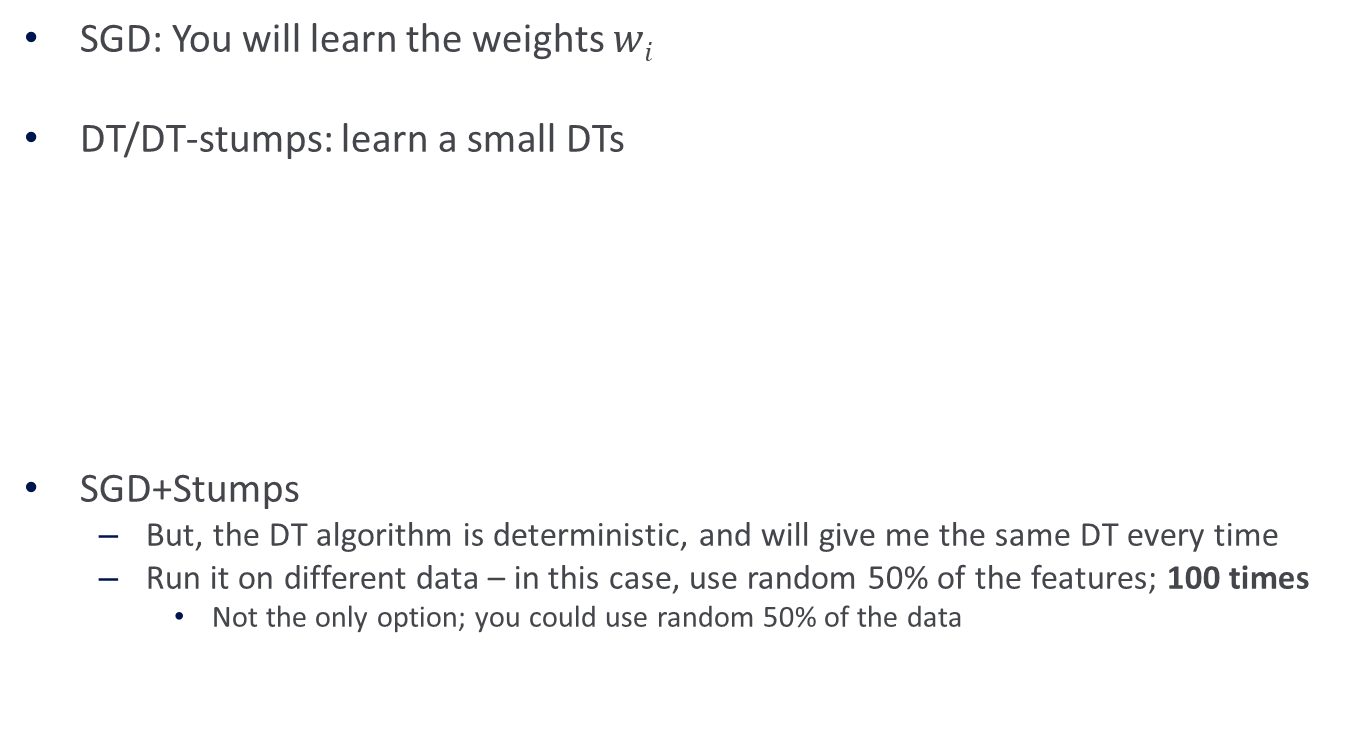 • SGD: You will learn the weights wᵢ
• DT/DT-stumps: learn a small DTs
• SGD+Stumps
– But, the DT algorithm is deterministic, and will give me the same DT every time
– Run it on different data – in this case, use random 50% of the features; 100 times
• Not the only option; you could use random 50% of the data